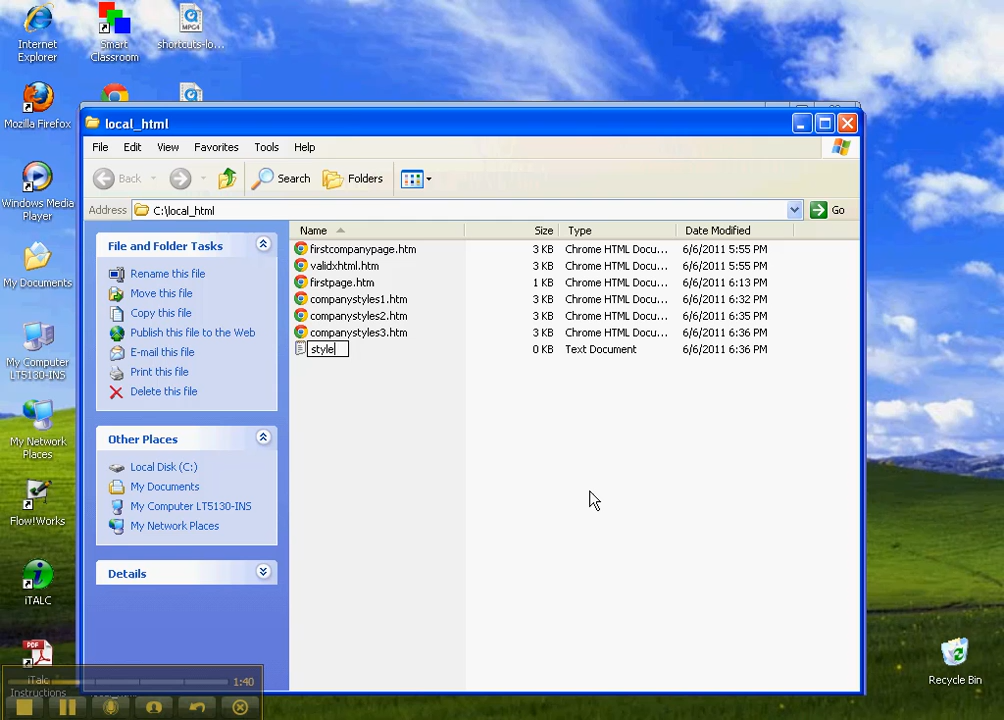 Internet
Explorer
Smart
Classroom
MPEG4
shortcuts-lo...
Mozilla Firefox
Windows Media
Player
My Documents
My Computer
LT5130-INS
My Network
Places
Flow!Works
iTALC
PDF
iTalc
Instructions
Recycle Bin
local_html
File Edit View Favorites Tools Help
Back Search Folders
Address C:\local_html Go
File and Folder Tasks
Rename this file
Move this file
Copy this file
Publish this file to the Web
E-mail this file
Print this file
Delete this file
Other Places
Local Disk (C:)
My Documents
My Computer LT5130-INS
My Network Places
Details
Name Size Type Date Modified
firstcompanypage.htm 3 KB Chrome HTML Docu... 6/6/2011 5:55 PM
validxhtml.htm 3 KB Chrome HTML Docu... 6/6/2011 5:55 PM
firstpage.htm 1 KB Chrome HTML Docu... 6/6/2011 6:13 PM
companystyles1.htm 3 KB Chrome HTML Docu... 6/6/2011 6:32 PM
companystyles2.htm 3 KB Chrome HTML Docu... 6/6/2011 6:35 PM
companystyles3.htm 3 KB Chrome HTML Docu... 6/6/2011 6:36 PM
style 0 KB Text Document 6/6/2011 6:36 PM
1:40